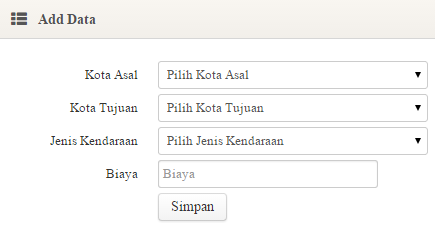 Add Data
Kota Asal Pilih Kota Asal
Kota Tujuan Pilih Kota Tujuan
Jenis Kendaraan Pilih Jenis Kendaraan
Biaya Biaya
Simpan